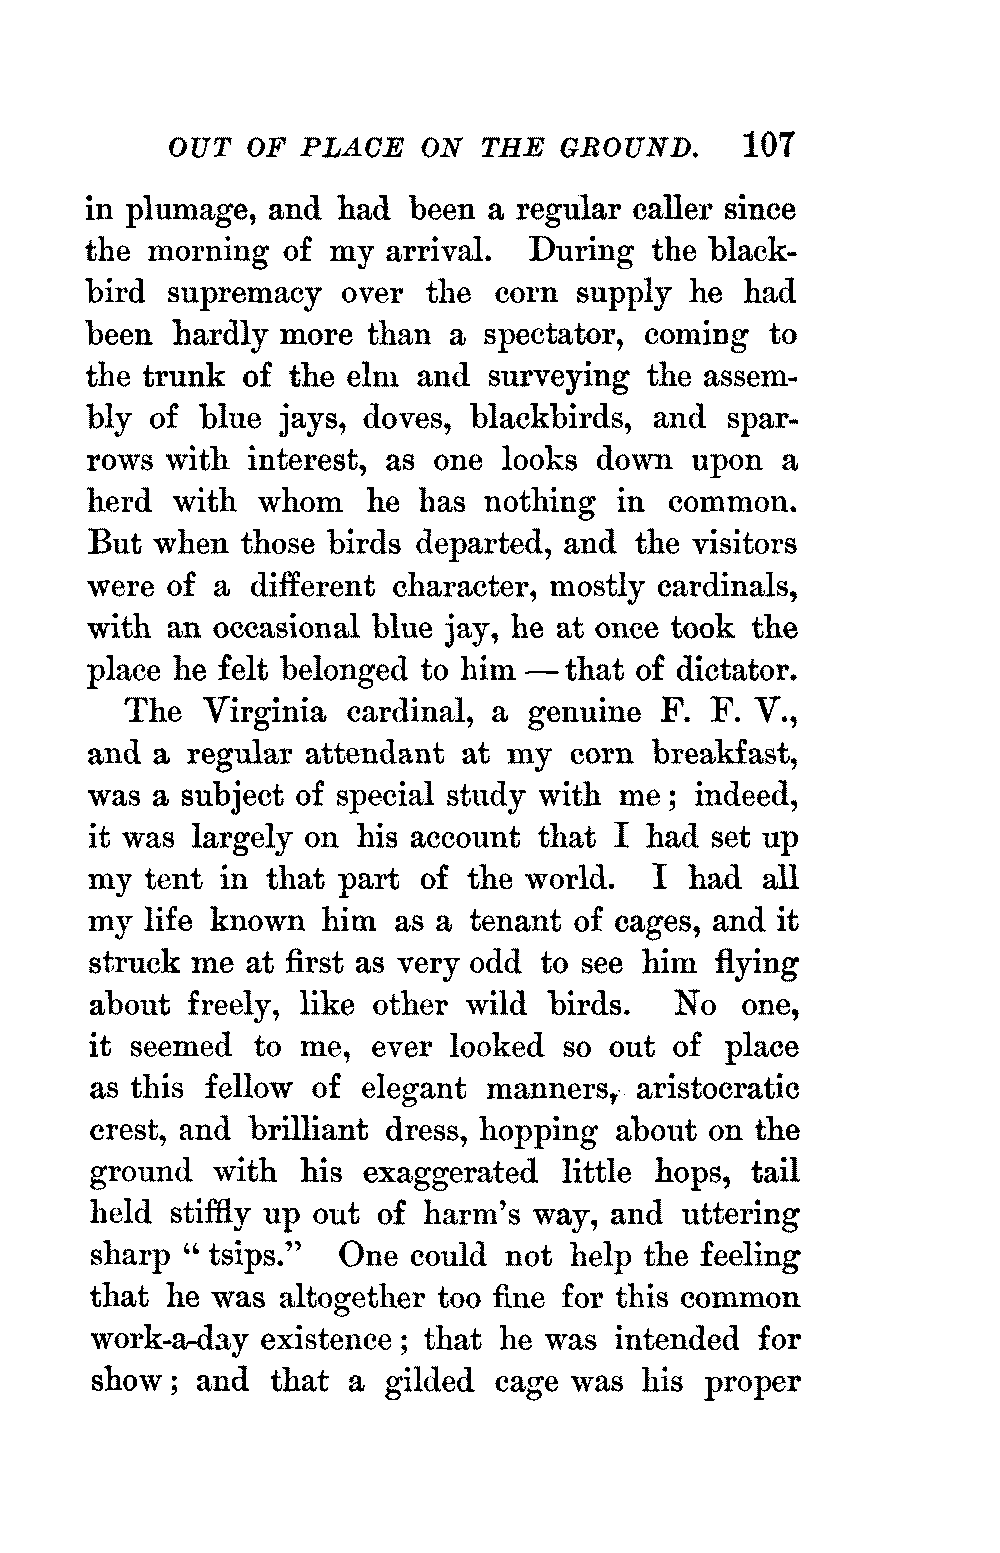 OUT OF PLACE ON THE GROUND. 107
in plumage, and had been a regular caller since
the morning of my arrival. During the black-
bird supremacy over the corn supply he had
been hardly more than a spectator, coming to
the trunk of the elm and surveying the assem-
bly of blue jays, doves, blackbirds, and spar-
rows with interest, as one looks down upon a
herd with whom he has nothing in common.
But when those birds departed, and the visitors
were of a different character, mostly cardinals,
with an occasional blue jay, he at once took the
place he felt belonged to him — that of dictator.
The Virginia cardinal, a genuine F. F. V.,
and a regular attendant at my corn breakfast,
was a subject of special study with me; indeed,
it was largely on his account that I had set up
my tent in that part of the world. I had all
my life known him as a tenant of cages, and it
struck me at first as very odd to see him flying
about freely, like other wild birds. No one,
it seemed to me, ever looked so out of place
as this fellow of elegant manners, aristocratic
crest, and brilliant dress, hopping about on the
ground with his exaggerated little hops, tail
held stiffly up out of harm's way, and uttering
sharp “tsips.” One could not help the feeling
that he was altogether too fine for this common
work-a-day existence; that he was intended for
show; and that a gilded cage was his proper